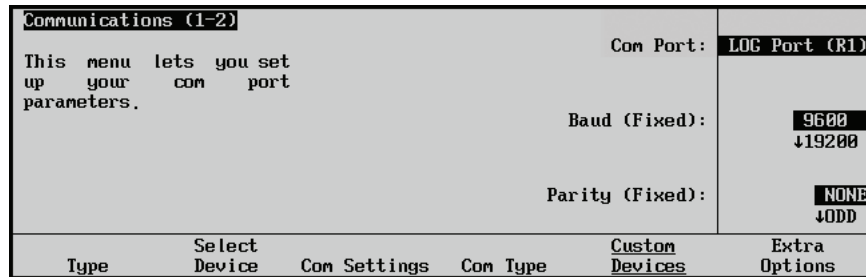 Communications (1-2)
Com Port: LOG Port (R1)
This menu lets you set
up your com port
parameters.
Baud (Fixed): 9600
↓19200
Parity (Fixed): NONE
↓ODD
Select Custom Extra
Type Device Com Settings Com Type Devices Options